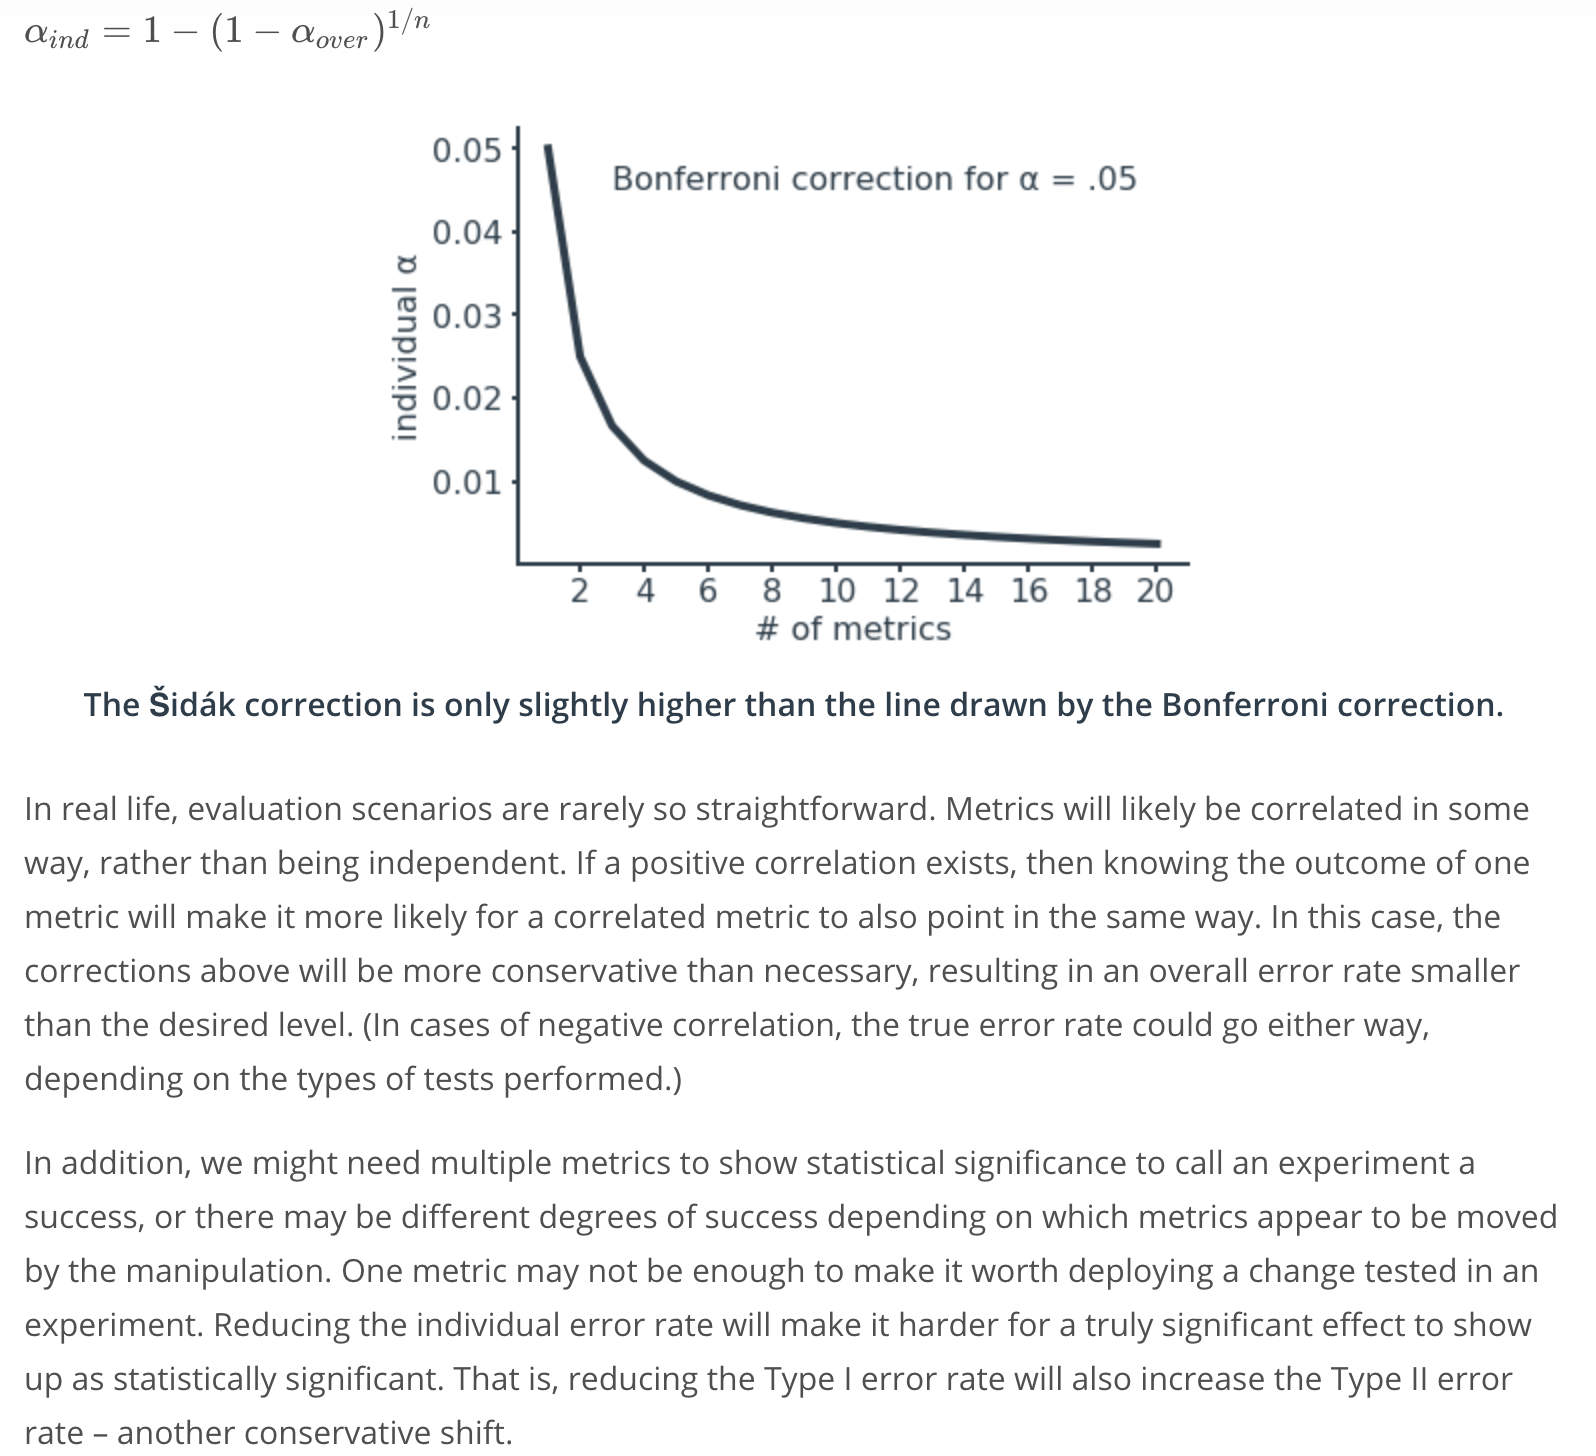 α_ind = 1 − (1 − α_over)^{1/n}
0.05
Bonferroni correction for α = .05
0.04
0.03
0.02
0.01
individual α
2 4 6 8 10 12 14 16 18 20
# of metrics
The Šidák correction is only slightly higher than the line drawn by the Bonferroni correction.
In real life, evaluation scenarios are rarely so straightforward. Metrics will likely be correlated in some
way, rather than being independent. If a positive correlation exists, then knowing the outcome of one
metric will make it more likely for a correlated metric to also point in the same way. In this case, the
corrections above will be more conservative than necessary, resulting in an overall error rate smaller
than the desired level. (In cases of negative correlation, the true error rate could go either way,
depending on the types of tests performed.)
In addition, we might need multiple metrics to show statistical significance to call an experiment a
success, or there may be different degrees of success depending on which metrics appear to be moved
by the manipulation. One metric may not be enough to make it worth deploying a change tested in an
experiment. Reducing the individual error rate will make it harder for a truly significant effect to show
up as statistically significant. That is, reducing the Type I error rate will also increase the Type II error
rate – another conservative shift.